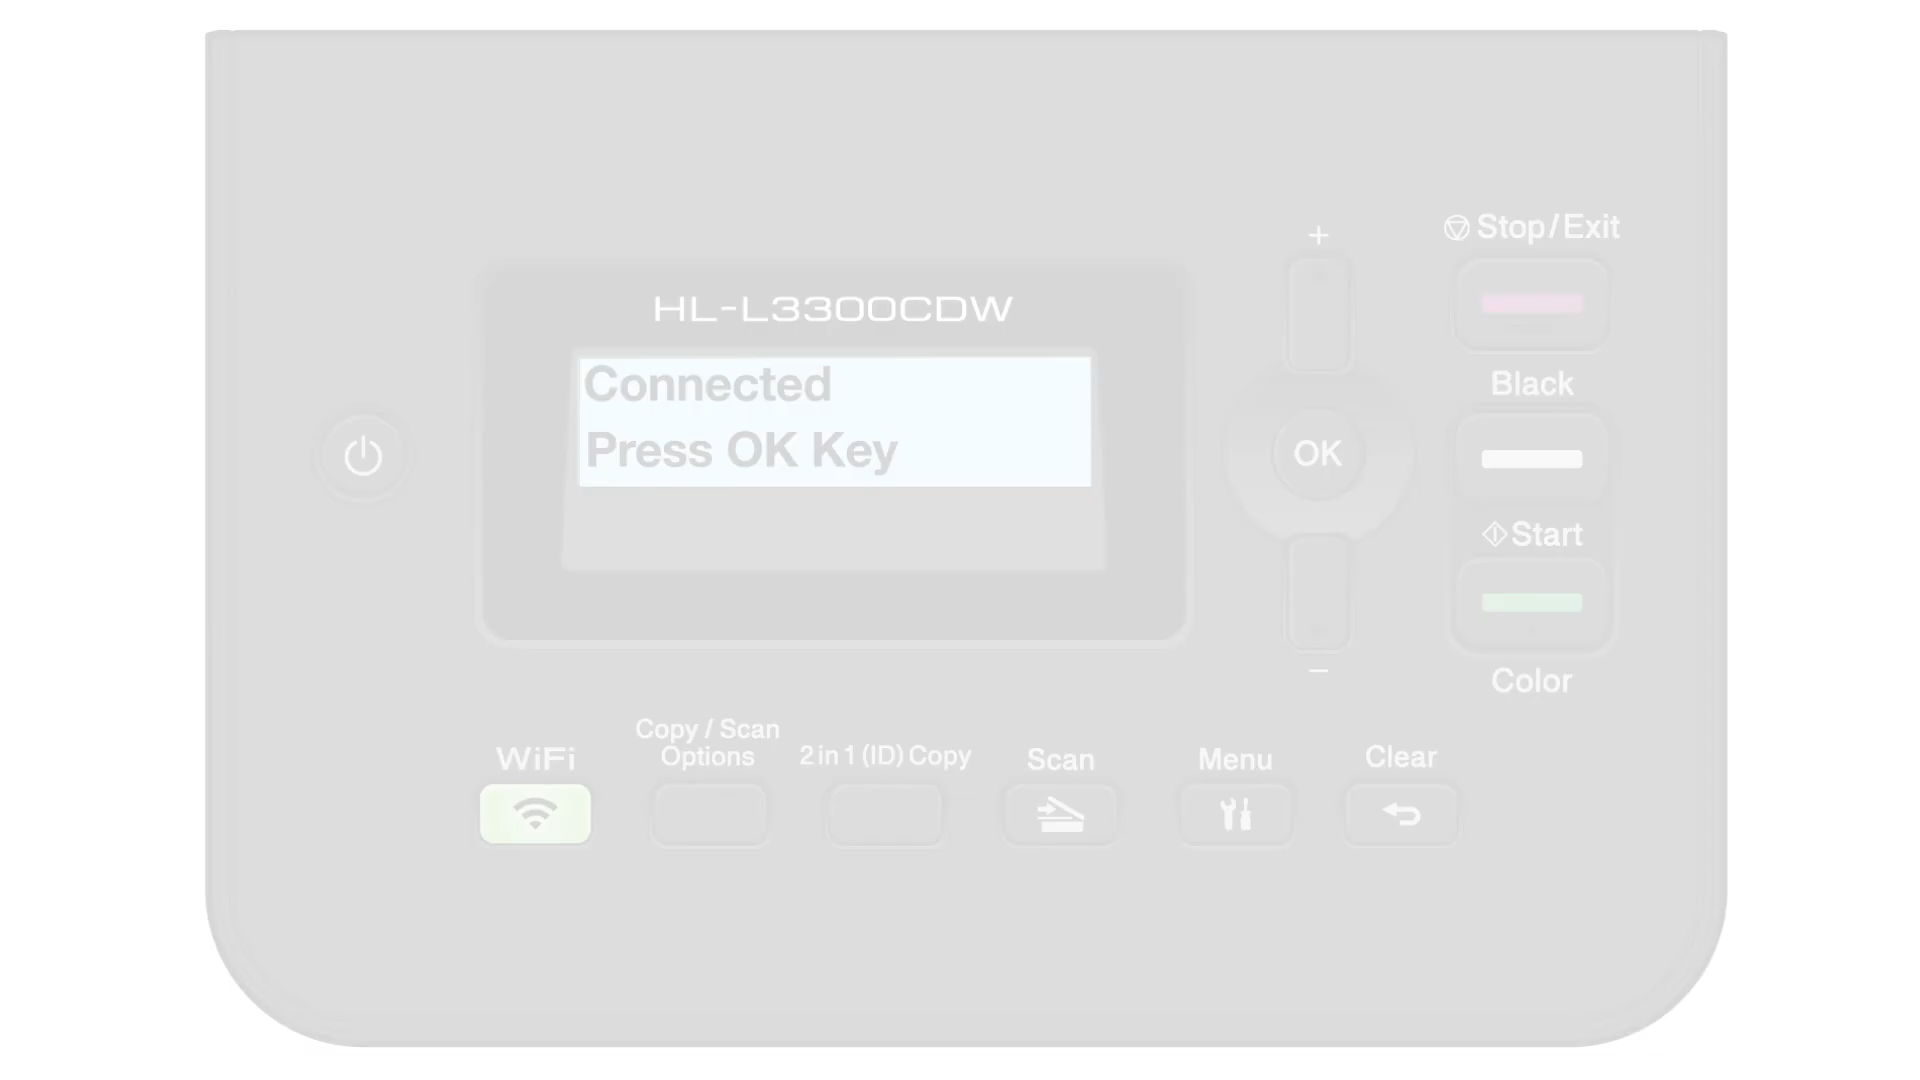 HL-L3300CDW
Connected
Press OK Key
+
OK
−
Stop/Exit
Black
Start
Color
WiFi
Copy / Scan
Options
2 in 1 (ID) Copy
Scan
Menu
Clear